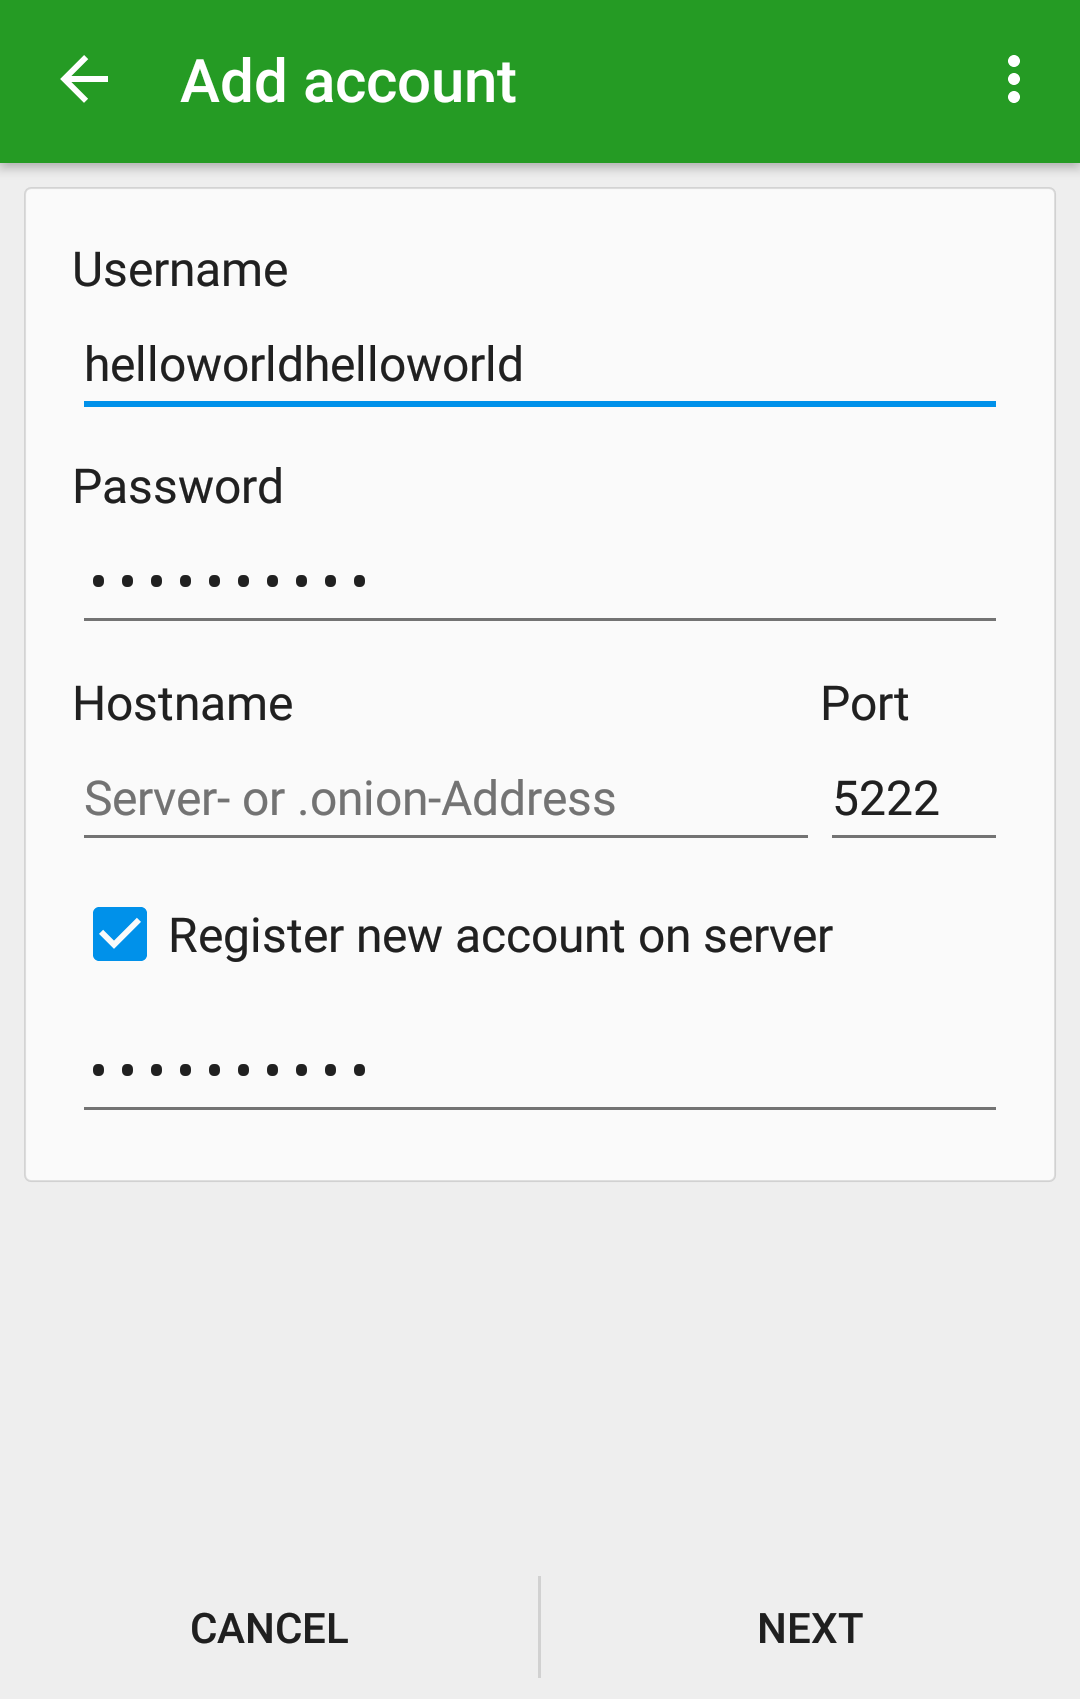 Add account
Username
helloworldhelloworld
Password
••••••••••
Hostname Port
Server- or .onion-Address 5222
Register new account on server
••••••••••
CANCEL NEXT